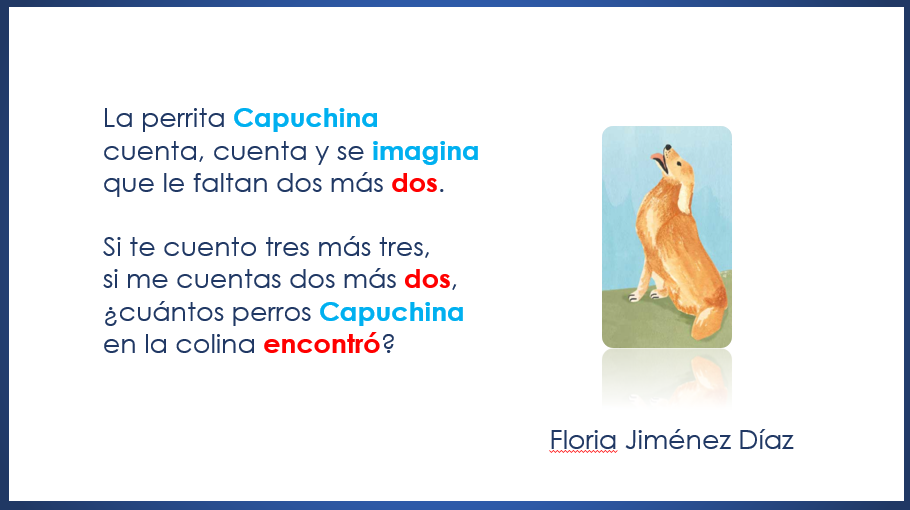 La perrita Capuchina
cuenta, cuenta y se imagina
que le faltan dos más dos.
Si te cuento tres más tres,
si me cuentas dos más dos,
¿cuántos perros Capuchina
en la colina encontró?
Floria Jiménez Díaz